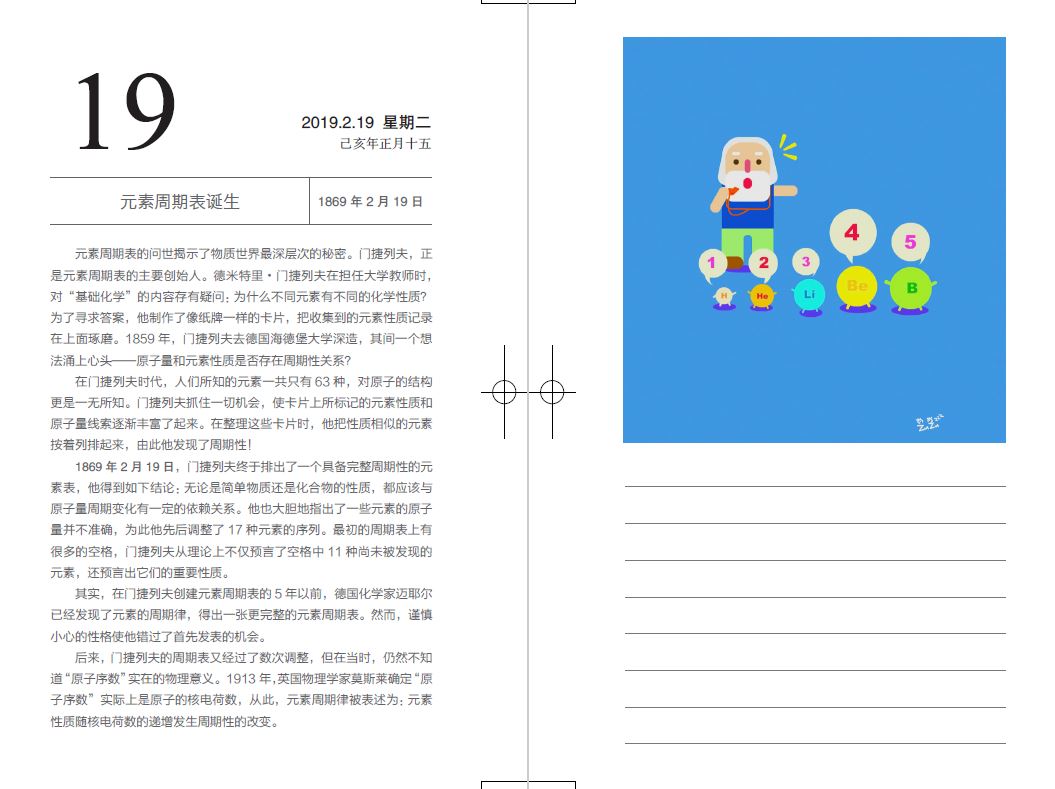 19
2019.2.19 星期二
己亥年正月十五
元素周期表诞生
1869 年 2 月 19 日
元素周期表的问世揭示了物质世界最深层次的秘密。门捷列夫，正
是元素周期表的主要创始人。德米特里·门捷列夫在担任大学教师时，
对“基础化学”的内容存有疑问：为什么不同元素有不同的化学性质？
为了寻求答案，他制作了像纸牌一样的卡片，把收集到的元素性质记录
在上面琢磨。1859 年，门捷列夫去德国海德堡大学深造，其间一个想
法涌上心头——原子量和元素性质是否存在周期性关系？
在门捷列夫时代，人们所知的元素一共只有 63 种，对原子的结构
更是一无所知。门捷列夫抓住一切机会，使卡片上所标记的元素性质和
原子量线索逐渐丰富了起来。在整理这些卡片时，他把性质相似的元素
按着列排起来，由此他发现了周期性！
1869 年 2 月 19 日，门捷列夫终于排出了一个具备完整周期性的元
素表，他得到如下结论：无论是简单物质还是化合物的性质，都应该与
原子量周期变化有一定的依赖关系。他也大胆地指出了一些元素的原子
量并不准确，为此他先后调整了 17 种元素的序列。最初的周期表上有
很多的空格，门捷列夫从理论上不仅预言了空格中 11 种尚未被发现的
元素，还预言出它们的重要性质。
其实，在门捷列夫创建元素周期表的 5 年以前，德国化学家迈耶尔
已经发现了元素的周期律，得出一张更完整的元素周期表。然而，谨慎
小心的性格使他错过了首先发表的机会。
后来，门捷列夫的周期表又经过了数次调整，但在当时，仍然不知
道“原子序数”实在的物理意义。1913 年，英国物理学家莫斯莱确定“原
子序数”实际上是原子的核电荷数，从此，元素周期律被表述为：元素
性质随核电荷数的递增发生周期性的改变。
1
2
3
4
5
H
He
Li
Be
B